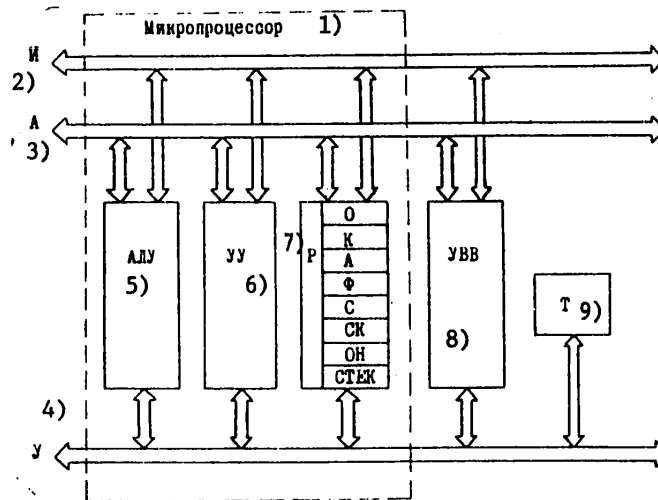 Микропроцессор 1)
И
2)
А
3)
АЛУ
5)
УУ
6)
7)
Р
О
К
А
Ф
С
СК
ОН
СТЕК
УВВ
8)
Т 9)
4)
У